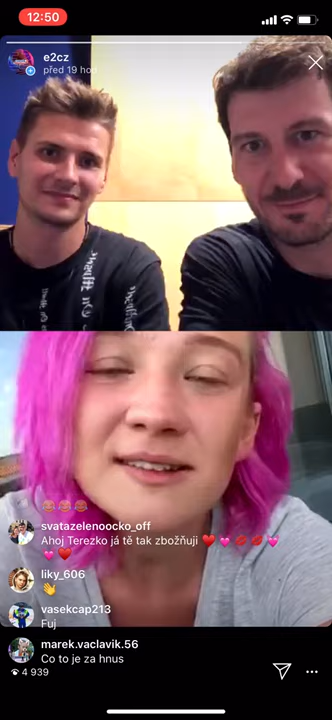 12:50
e2cz
před 19 hod
svatazelenoocko_off
Ahoj Terezko já tě tak zbožňuji ❤️💕💋💋💕
💕❤️
liky_606
👋
vasekcap213
Fuj
marek.vaclavik.56
Co to je za hnus
4 939